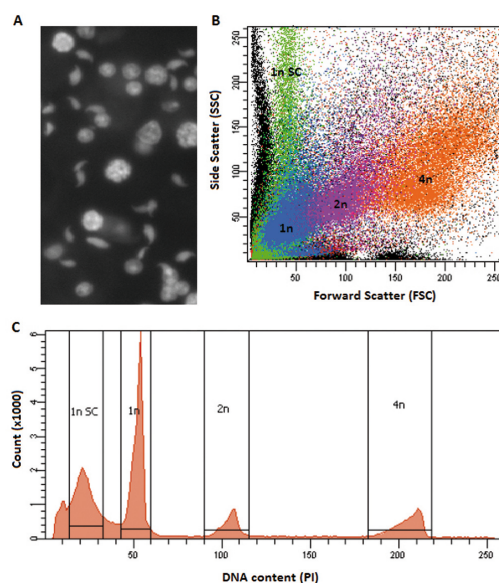 A
B
Side Scatter (SSC)
250
200
150
100
50
1n SC
1n
2n
4n
50 100 150 200 250
Forward Scatter (FSC)
C
Count (x1000)
6
5
4
3
2
1
0
1n SC
1n
2n
4n
50 100 150 200 250
DNA content (PI)